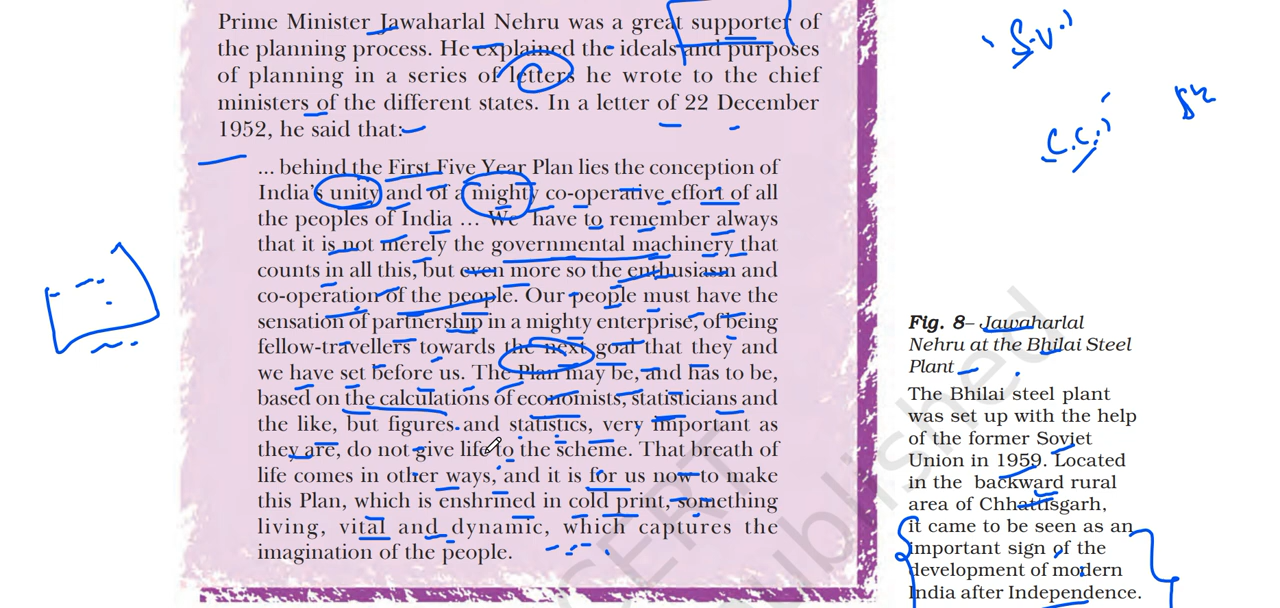 Prime Minister Jawaharlal Nehru was a great supporter of
the planning process. He explained the ideals and purposes
of planning in a series of letters he wrote to the chief
ministers of the different states. In a letter of 22 December
1952, he said that:
... behind the First Five Year Plan lies the conception of
India's unity and of a mighty co-operative effort of all
the peoples of India ... We have to remember always
that it is not merely the governmental machinery that
counts in all this, but even more so the enthusiasm and
co-operation of the people. Our people must have the
sensation of partnership in a mighty enterprise, of being
fellow-travellers towards the next goal that they and
we have set before us. The Plan may be, and has to be,
based on the calculations of economists, statisticians and
the like, but figures and statistics, very important as
they are, do not give life to the scheme. That breath of
life comes in other ways, and it is for us now to make
this Plan, which is enshrined in cold print, something
living, vital and dynamic, which captures the
imagination of the people.
S.V.
C.C.
Fig. 8– Jawaharlal
Nehru at the Bhilai Steel
Plant
The Bhilai steel plant
was set up with the help
of the former Soviet
Union in 1959. Located
in the backward rural
area of Chhattisgarh,
it came to be seen as an
important sign of the
development of modern
India after Independence.